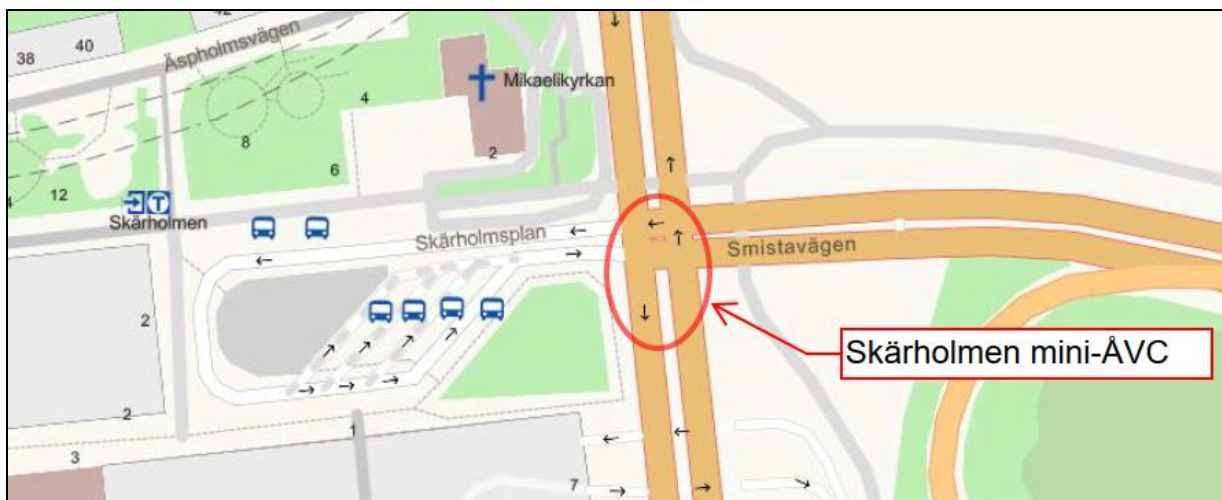 42
38
40
Äspholmsvägen
4
Mikaelikyrkan
8
2
6
12
T
Skärholmen
Skärholmsplan
Smistavägen
2
Skärholmen mini-ÅVC
2
1
3
7